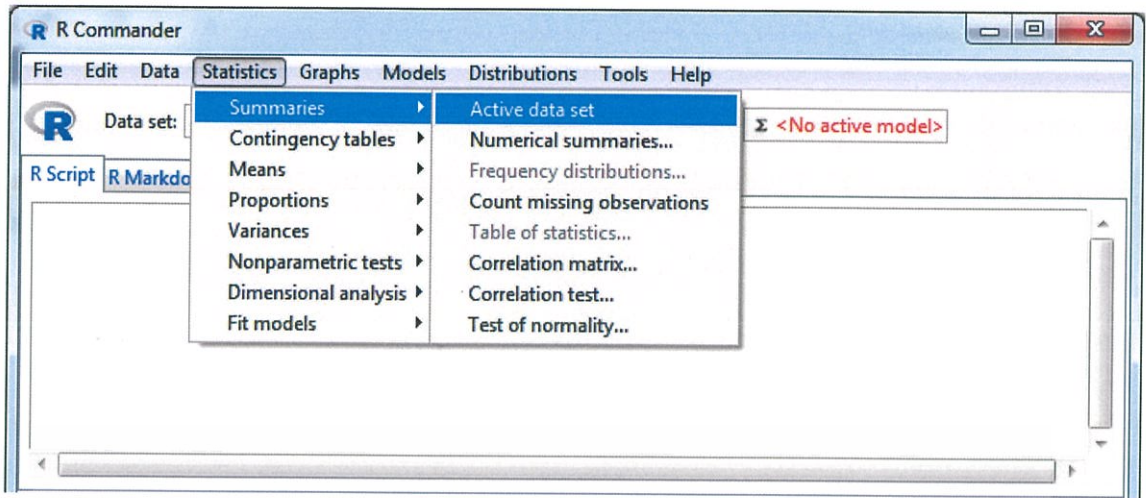 R R Commander
File Edit Data Statistics Graphs Models Distributions Tools Help
R Data set: Σ <No active model>
Summaries
Contingency tables
Means
Proportions
Variances
Nonparametric tests
Dimensional analysis
Fit models
Active data set
Numerical summaries...
Frequency distributions...
Count missing observations
Table of statistics...
Correlation matrix...
Correlation test...
Test of normality...
R Script R Markdo